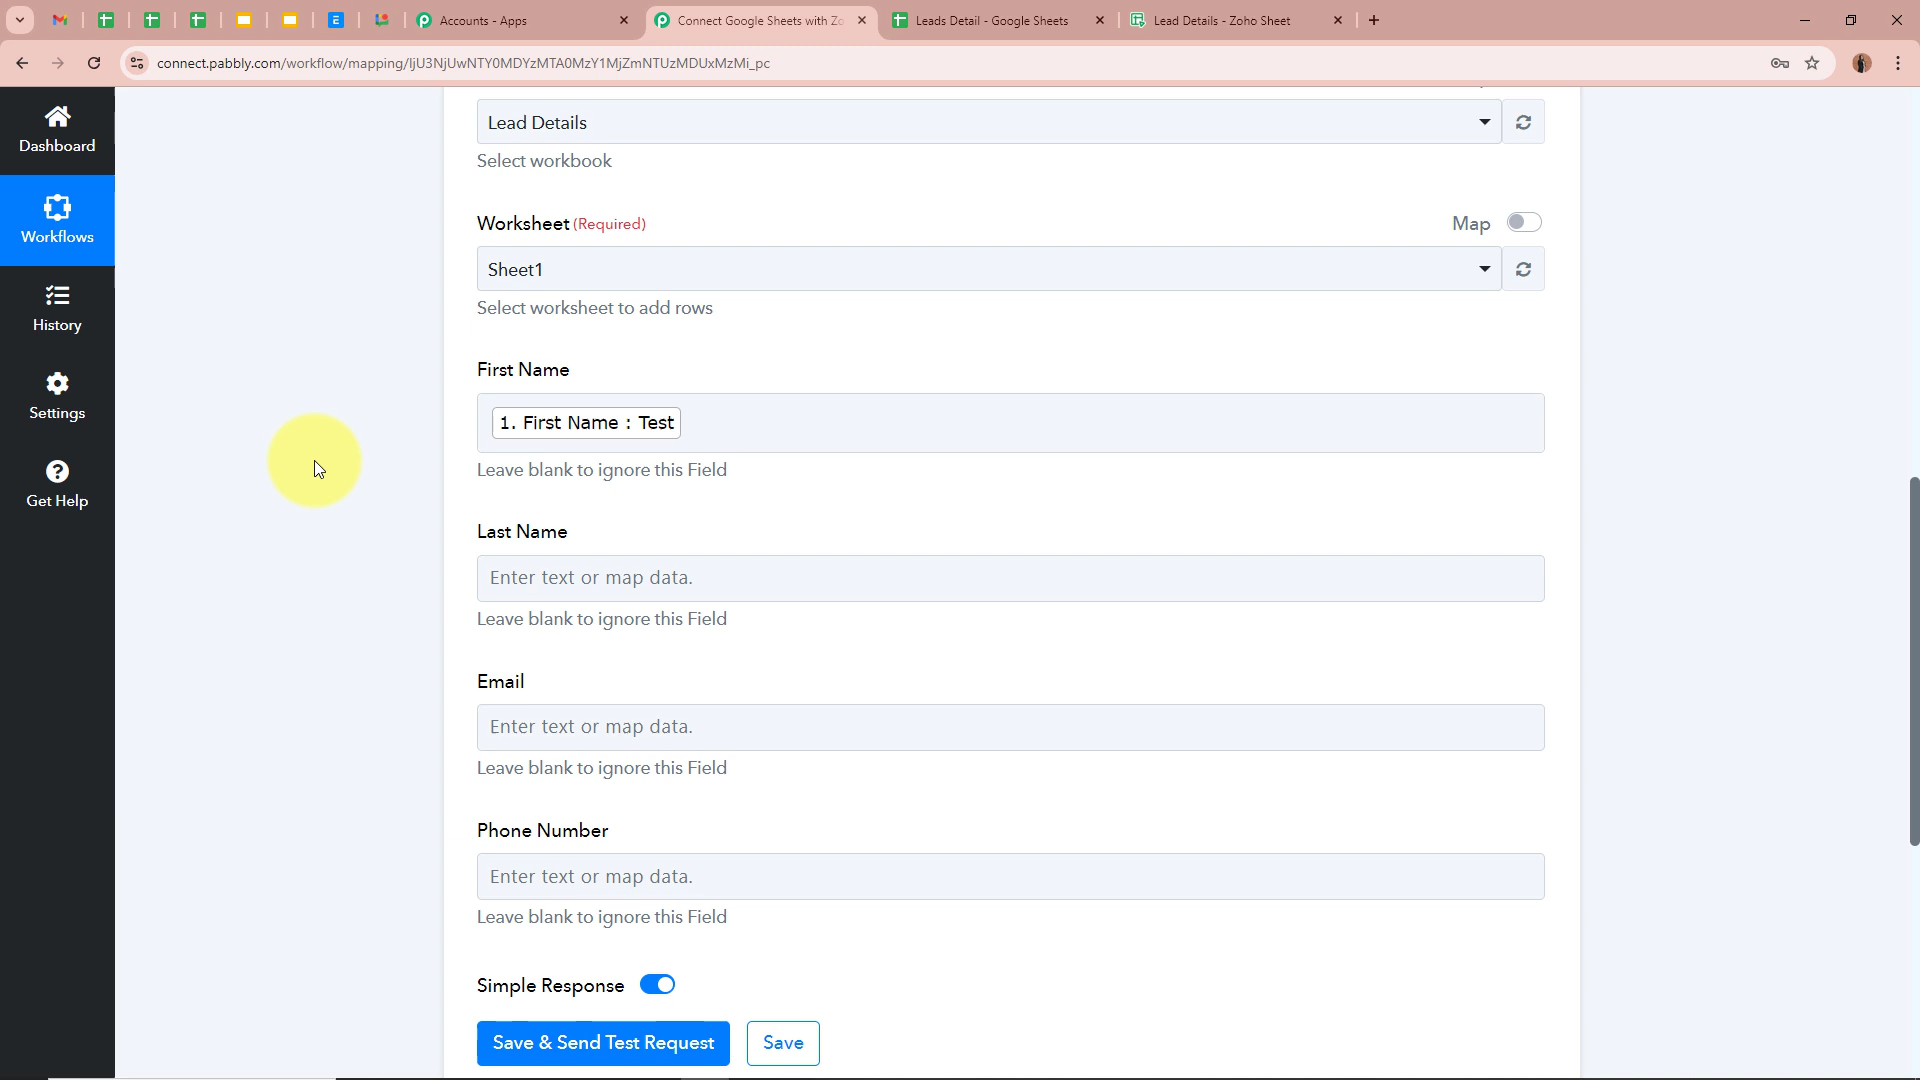 Accounts - Apps
Connect Google Sheets with Zo
Leads Detail - Google Sheets
Lead Details - Zoho Sheet
connect.pabbly.com/workflow/mapping/IjU3NjUwNTY0MDYzMTA0MzY1MjZmNTUzMDUxMzMi_pc
Dashboard
Workflows
History
Settings
Get Help
Lead Details
Select workbook
Worksheet (Required)
Map
Sheet1
Select worksheet to add rows
First Name
1. First Name : Test
Leave blank to ignore this Field
Last Name
Enter text or map data.
Leave blank to ignore this Field
Email
Enter text or map data.
Leave blank to ignore this Field
Phone Number
Enter text or map data.
Leave blank to ignore this Field
Simple Response
Save & Send Test Request
Save